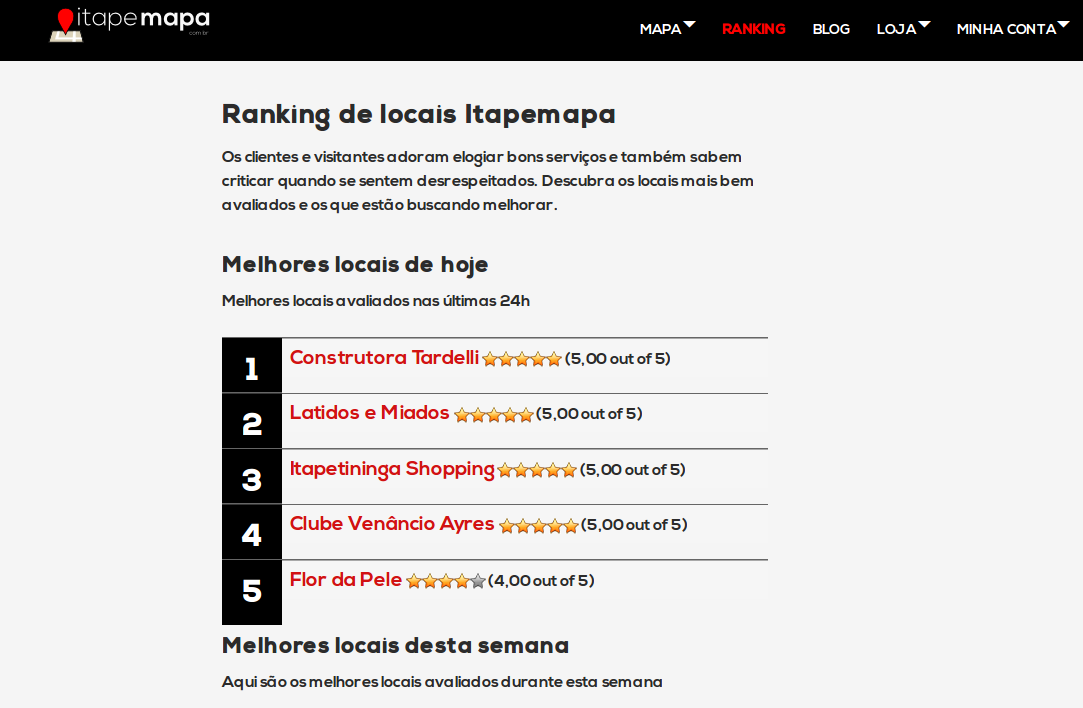 itapemapa
com.br
MAPA RANKING BLOG LOJA MINHA CONTA
Ranking de locais Itapemapa
Os clientes e visitantes adoram elogiar bons serviços e também sabem
criticar quando se sentem desrespeitados. Descubra os locais mais bem
avaliados e os que estão buscando melhorar.
Melhores locais de hoje
Melhores locais avaliados nas últimas 24h
1 Construtora Tardelli (5,00 out of 5)
2 Latidos e Miados (5,00 out of 5)
3 Itapetininga Shopping (5,00 out of 5)
4 Clube Venâncio Ayres (5,00 out of 5)
5 Flor da Pele (4,00 out of 5)
Melhores locais desta semana
Aqui são os melhores locais avaliados durante esta semana